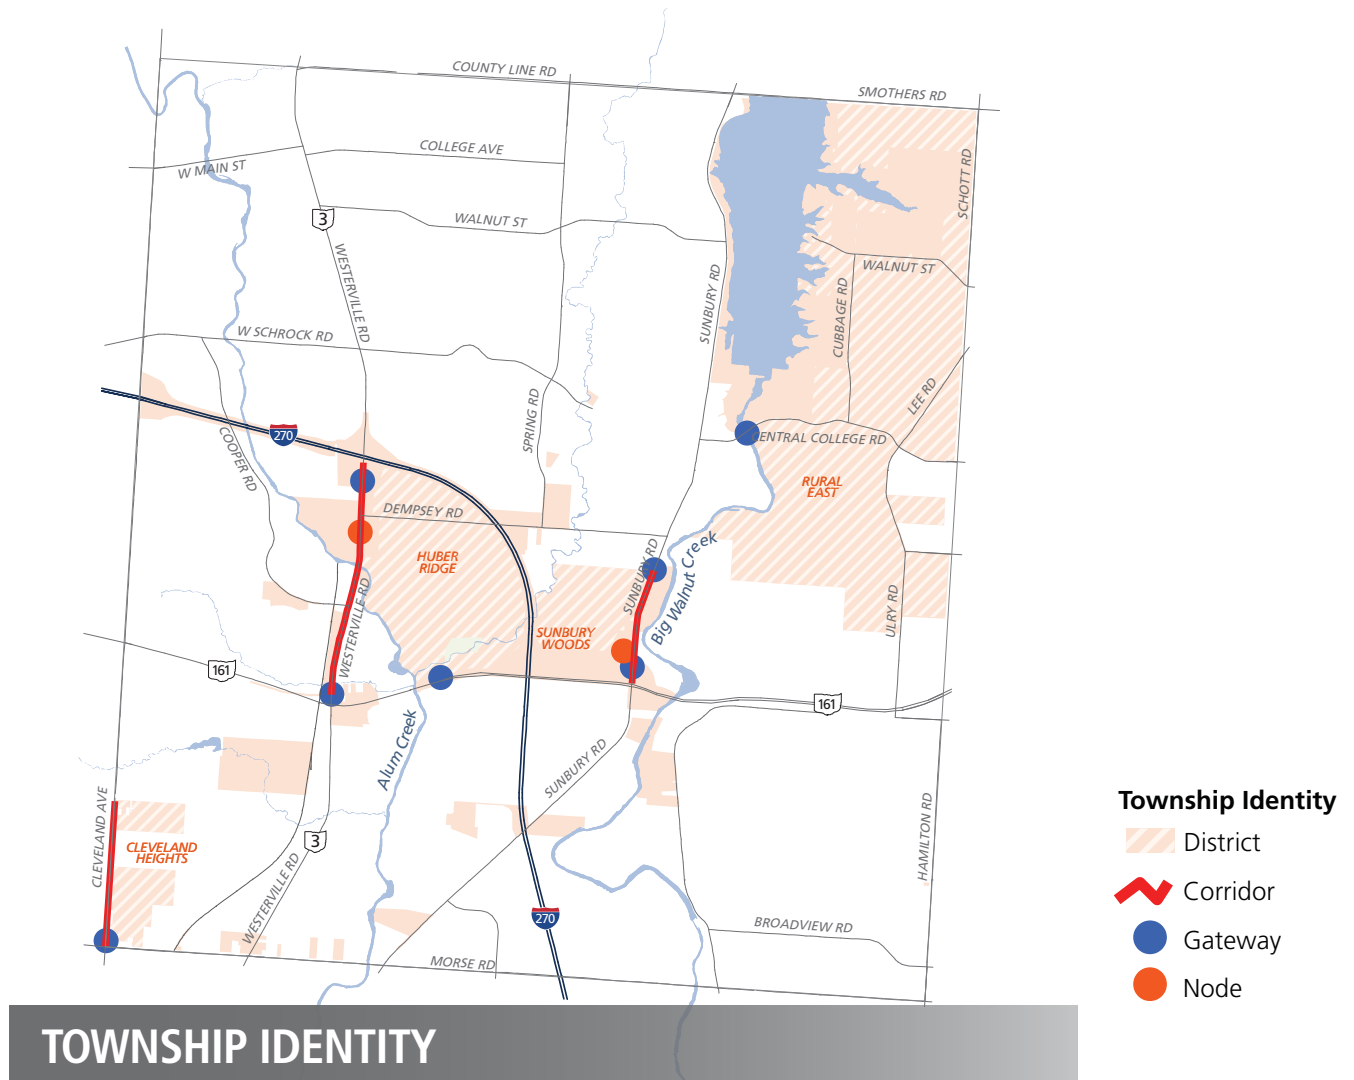 COUNTY LINE RD
SMOTHERS RD
COLLEGE AVE
W MAIN ST
SCHOTT RD
3
WALNUT ST
WESTERVILLE RD
SUNBURY RD
WALNUT ST
CUBBAGE RD
W SCHROCK RD
LEE RD
SPRING RD
270
COOPER RD
CENTRAL COLLEGE RD
RURAL
EAST
DEMPSEY RD
HUBER
RIDGE
SUNBURY RD
Big Walnut Creek
WESTERVILLE RD
SUNBURY
WOODS
ULRY RD
161
161
Alum Creek
SUNBURY RD
CLEVELAND AVE
CLEVELAND
HEIGHTS
3
HAMILTON RD
WESTERVILLE RD
270
BROADVIEW RD
MORSE RD
Township Identity
District
Corridor
Gateway
Node
TOWNSHIP IDENTITY